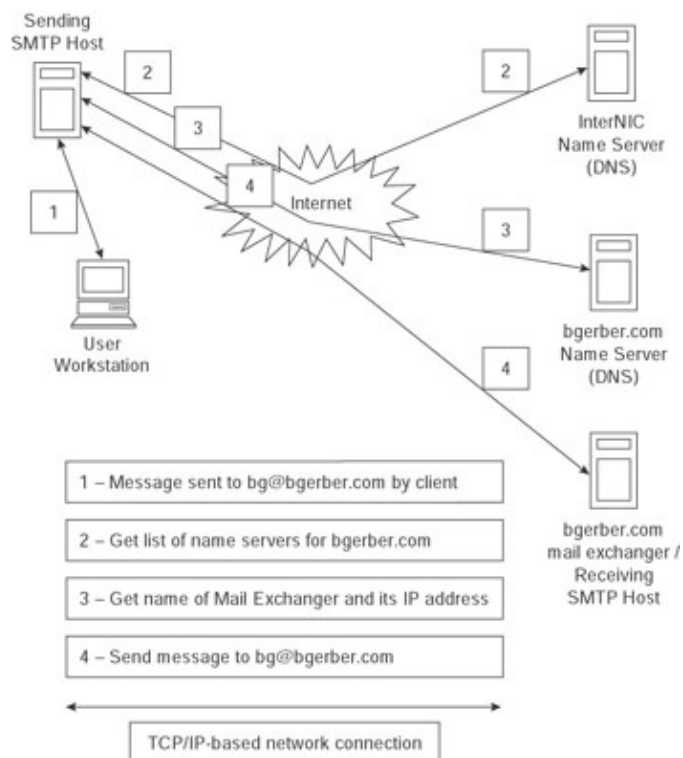 Sending
SMTP Host
2
2
InterNIC
Name Server
(DNS)
3
4
Internet
1
3
User
Workstation
bgerber.com
Name Server
(DNS)
4
1 – Message sent to bg@bgerber.com by client
2 – Get list of name servers for bgerber.com
3 – Get name of Mail Exchanger and its IP address
4 – Send message to bg@bgerber.com
bgerber.com
mail exchanger /
Receiving
SMTP Host
TCP/IP-based network connection